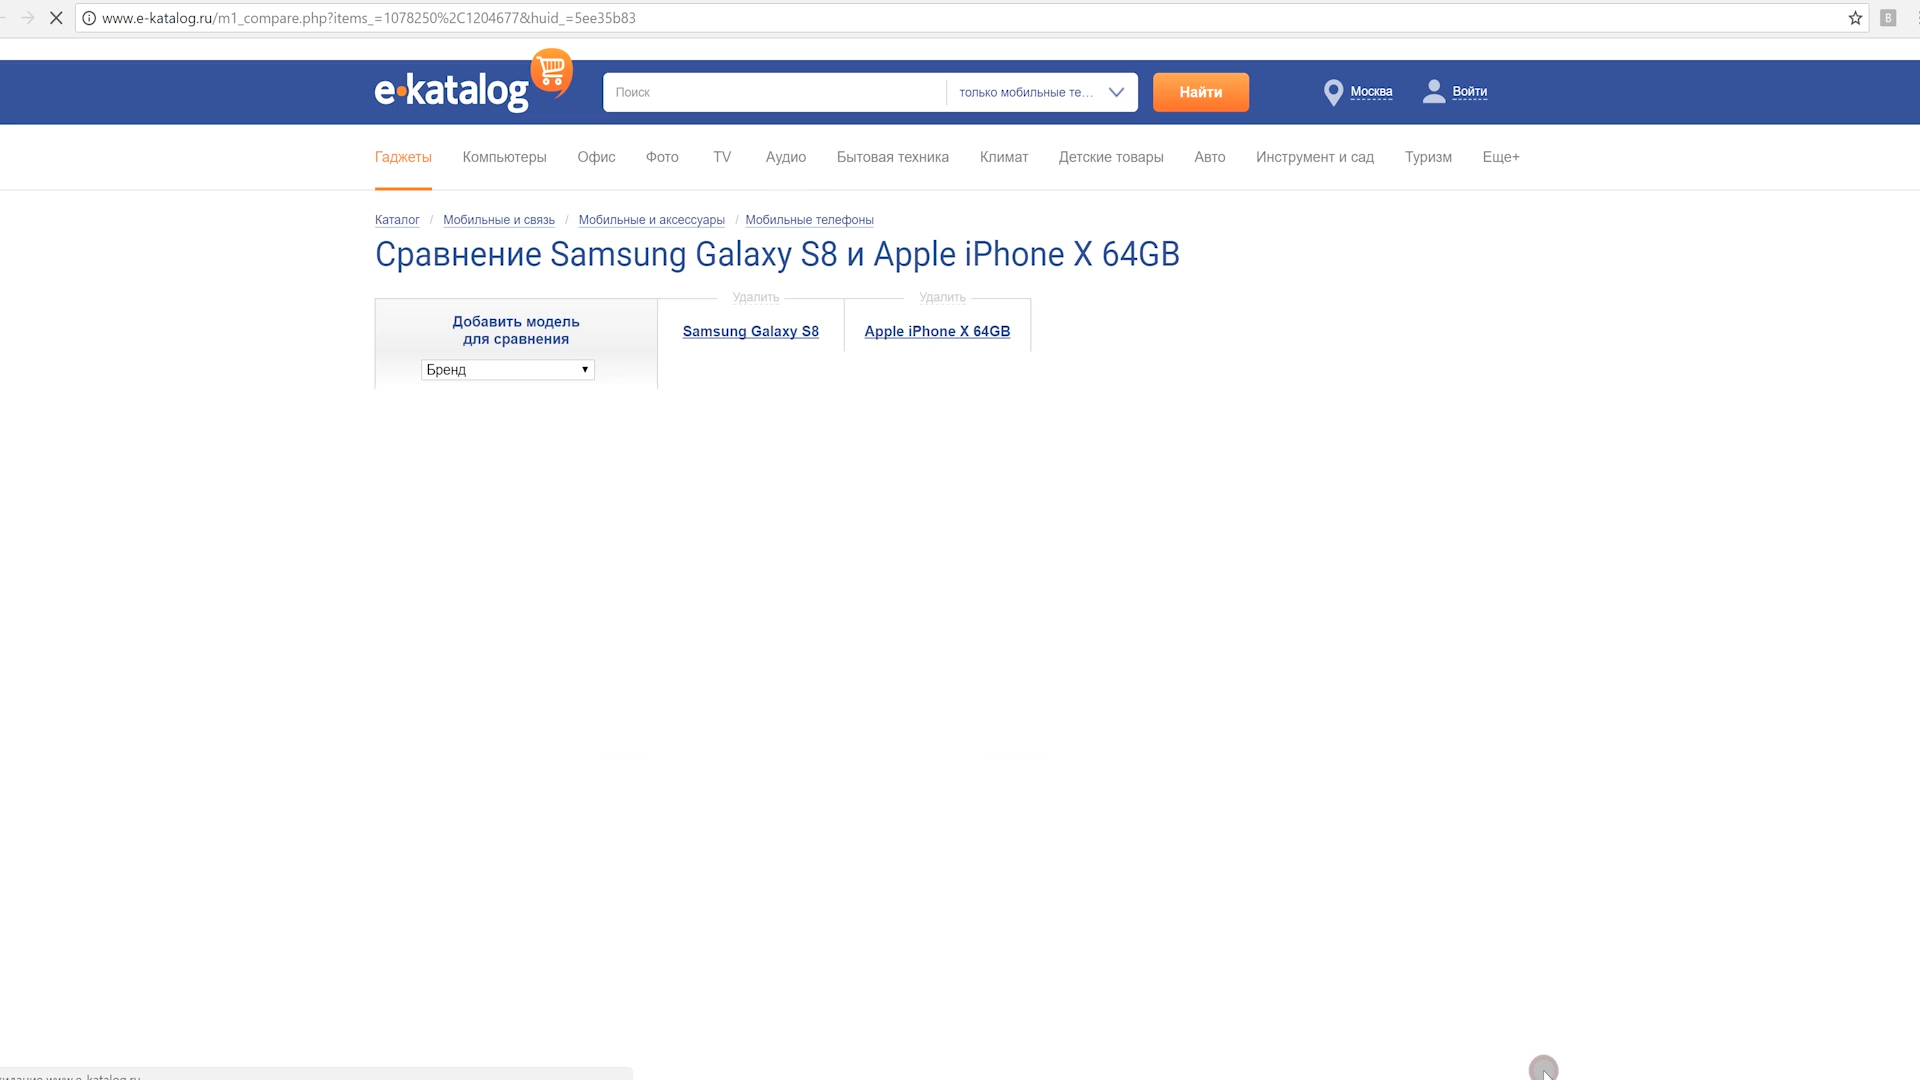 www.e-katalog.ru/m1_compare.php?items_=1078250%2C1204677&huid_=5ee35b83
B
e•katalog
Поиск
только мобильные те...
Найти
Москва
Войти
Гаджеты Компьютеры Офис Фото TV Аудио Бытовая техника Климат Детские товары Авто Инструмент и сад Туризм Еще+
Каталог / Мобильные и связь / Мобильные и аксессуары / Мобильные телефоны
Сравнение Samsung Galaxy S8 и Apple iPhone X 64GB
Удалить Удалить
Добавить модель
для сравнения
Samsung Galaxy S8 Apple iPhone X 64GB
Бренд
www.e-katalog.ru